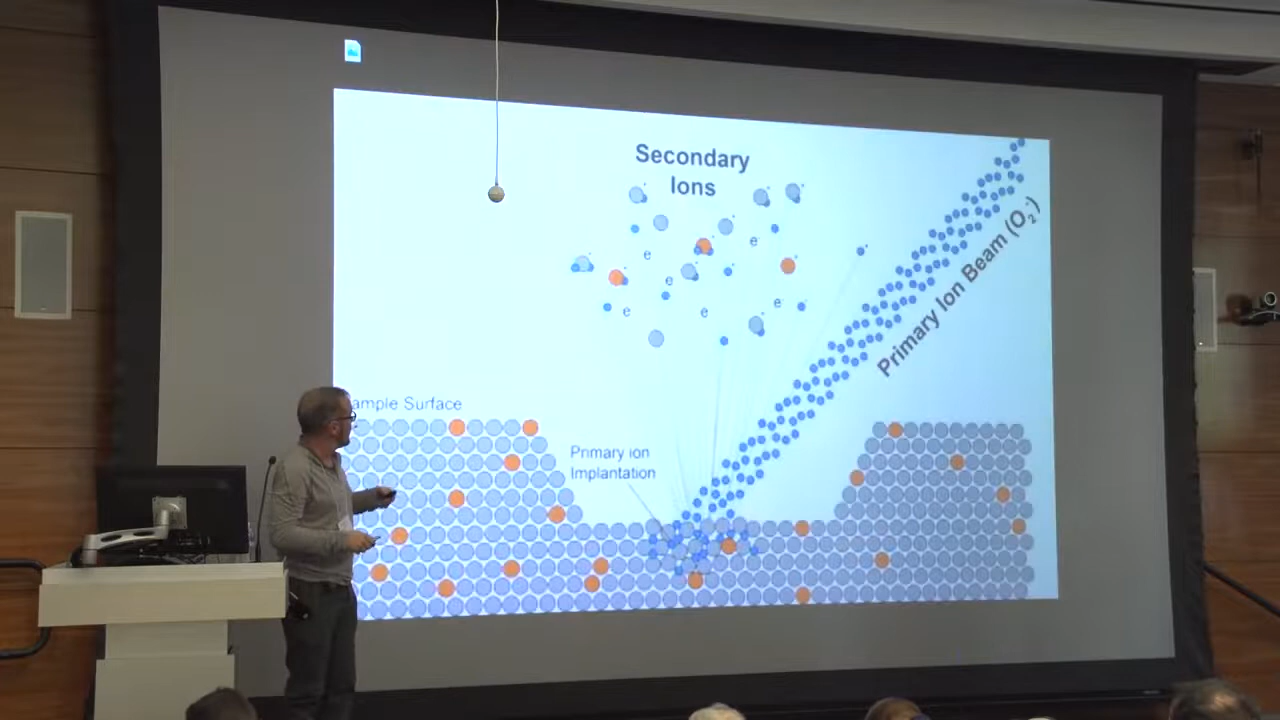 Secondary
Ions
e
e
e
e
e
e
Primary Ion Beam (O₂⁻)
ample Surface
Primary ion
Implantation